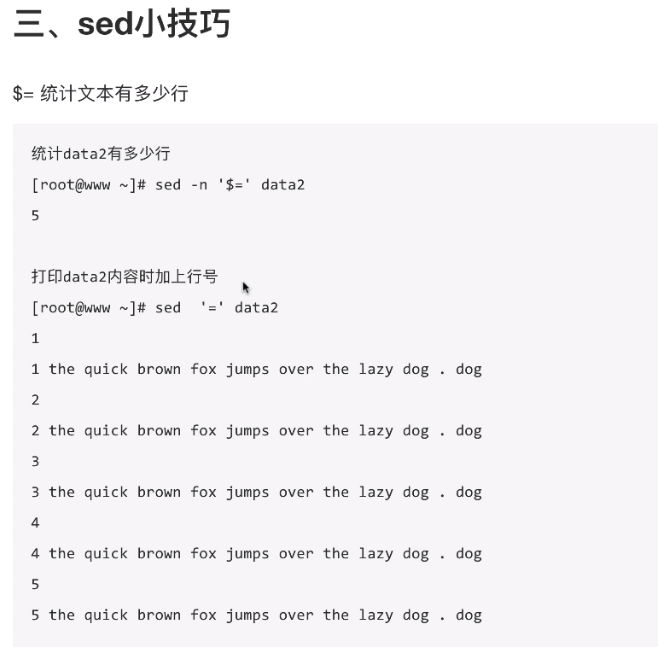 三、sed小技巧
$= 统计文本有多少行
统计data2有多少行
[root@www ~]# sed -n '$=' data2
5
打印data2内容时加上行号
[root@www ~]# sed  '=' data2
1
1 the quick brown fox jumps over the lazy dog . dog
2
2 the quick brown fox jumps over the lazy dog . dog
3
3 the quick brown fox jumps over the lazy dog . dog
4
4 the quick brown fox jumps over the lazy dog . dog
5
5 the quick brown fox jumps over the lazy dog . dog